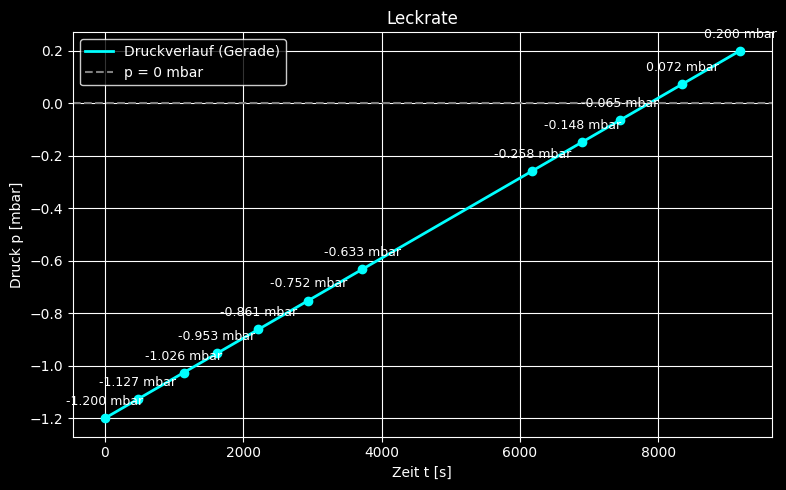 Leckrate
Druckverlauf (Gerade)
p = 0 mbar
0.200 mbar
0.072 mbar
-0.065 mbar
-0.148 mbar
-0.258 mbar
-0.633 mbar
-0.752 mbar
-0.861 mbar
-0.953 mbar
-1.026 mbar
-1.127 mbar
-1.200 mbar
Druck p [mbar]
0.2
0.0
−0.2
−0.4
−0.6
−0.8
−1.0
−1.2
0 2000 4000 6000 8000
Zeit t [s]